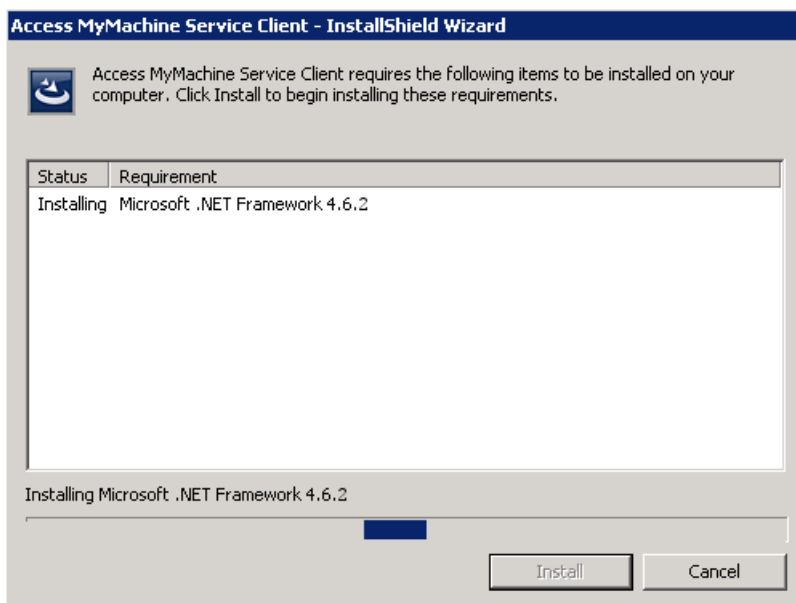 Access MyMachine Service Client - InstallShield Wizard
Access MyMachine Service Client requires the following items to be installed on your
computer. Click Install to begin installing these requirements.
Status Requirement
Installing Microsoft .NET Framework 4.6.2
Installing Microsoft .NET Framework 4.6.2
Install Cancel